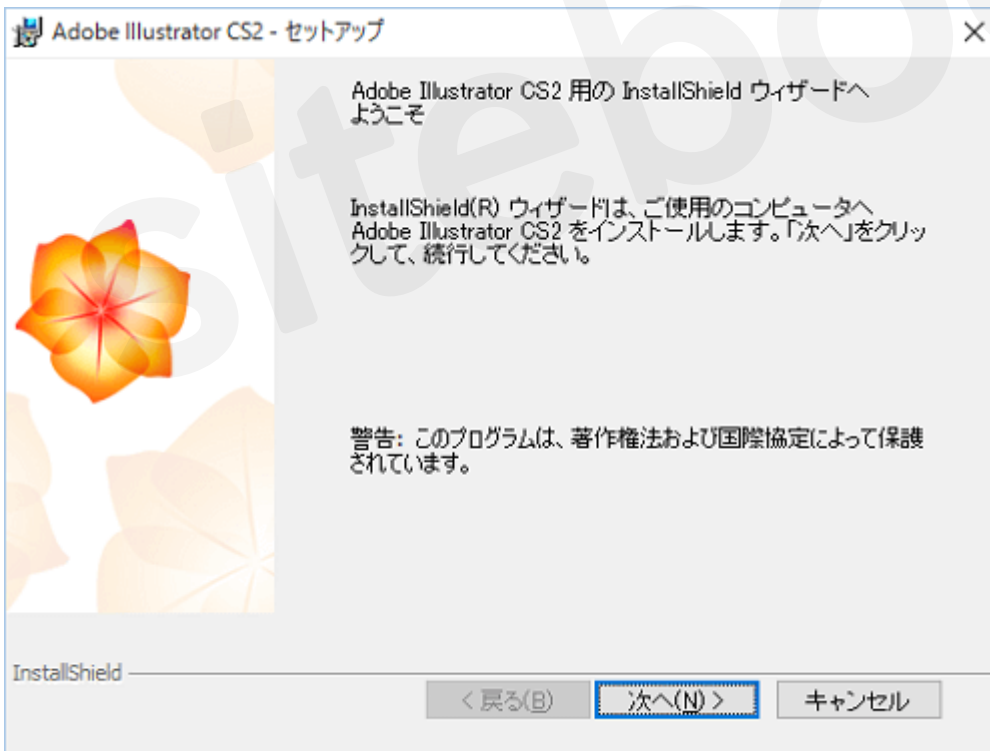 Adobe Illustrator CS2 - セットアップ
Adobe Illustrator CS2 用の InstallShield ウィザードへ
ようこそ
InstallShield(R) ウィザードは、ご使用のコンピュータへ
Adobe Illustrator CS2 をインストールします。「次へ」をクリッ
クして、続行してください。
警告: このプログラムは、著作権法および国際協定によって保護
されています。
InstallShield
< 戻る(B) 次へ(N) > キャンセル
sitebo